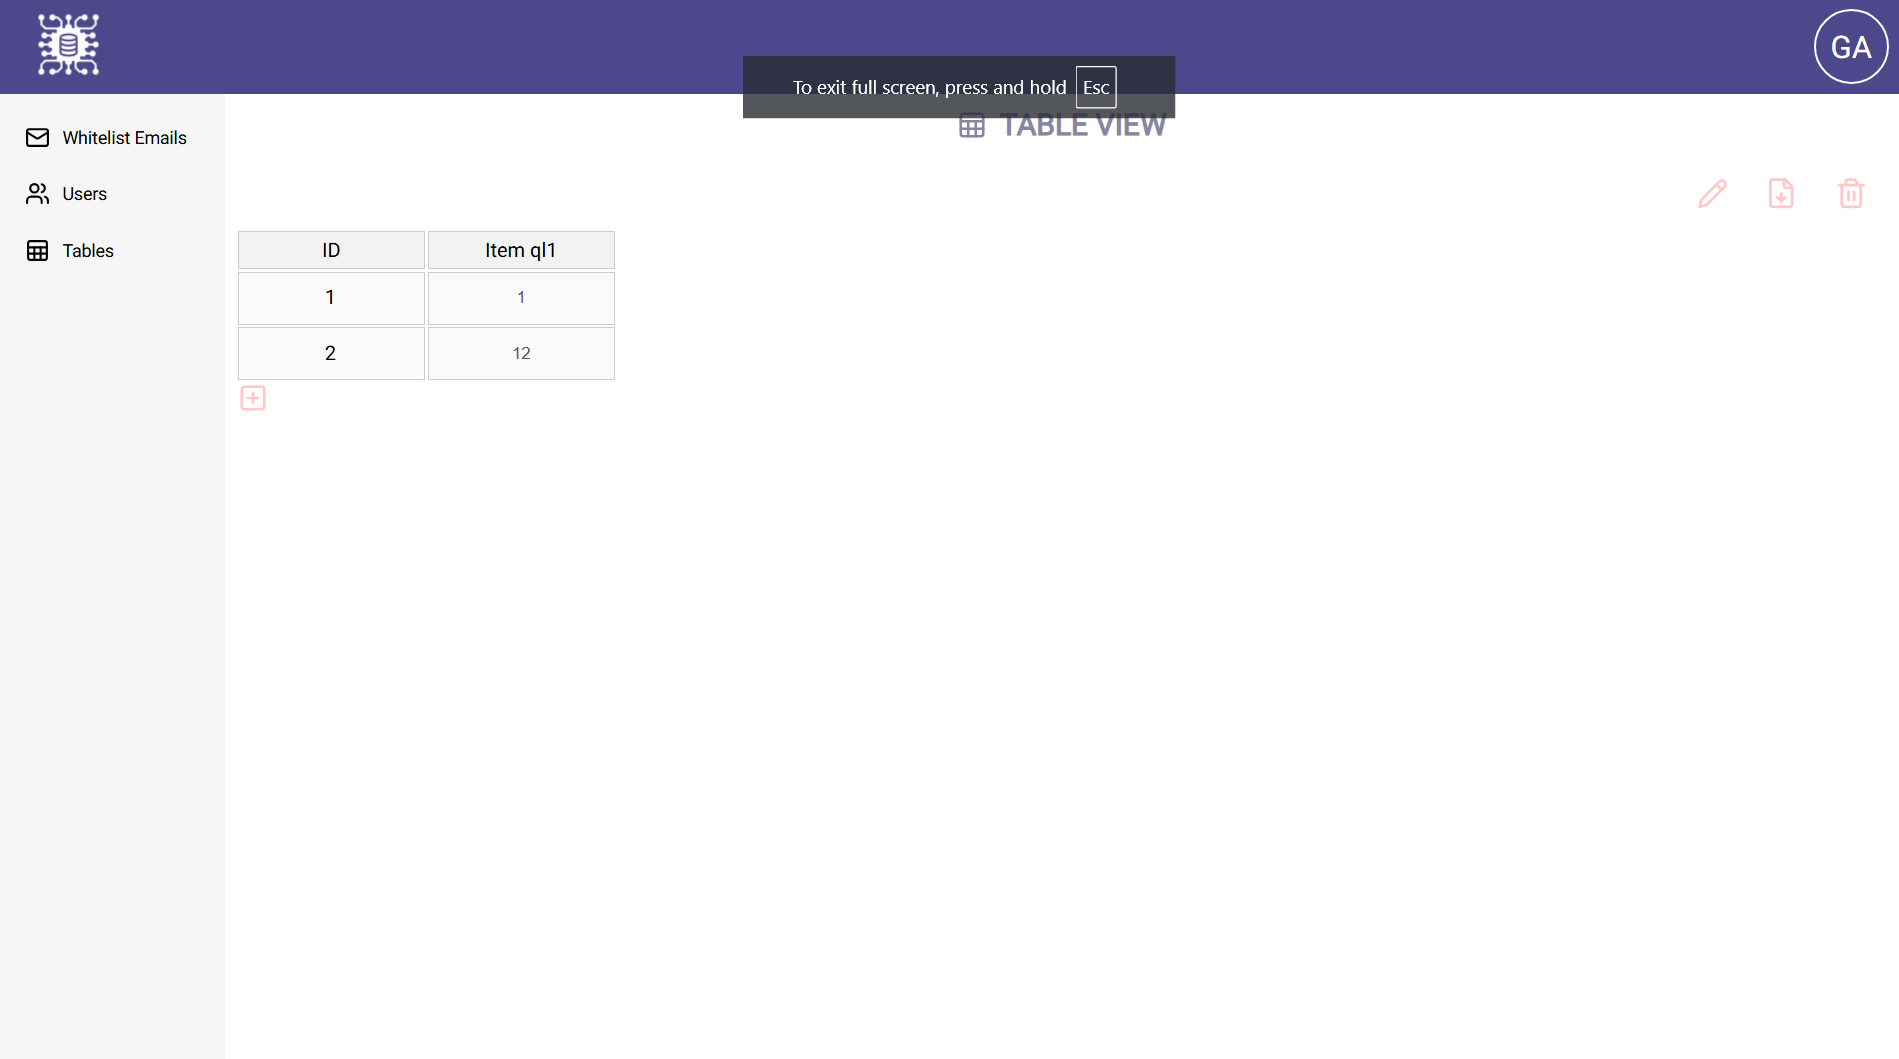 GA
To exit full screen, press and hold Esc
TABLE VIEW
Whitelist Emails
Users
Tables
ID Item ql1
1 1
2 12